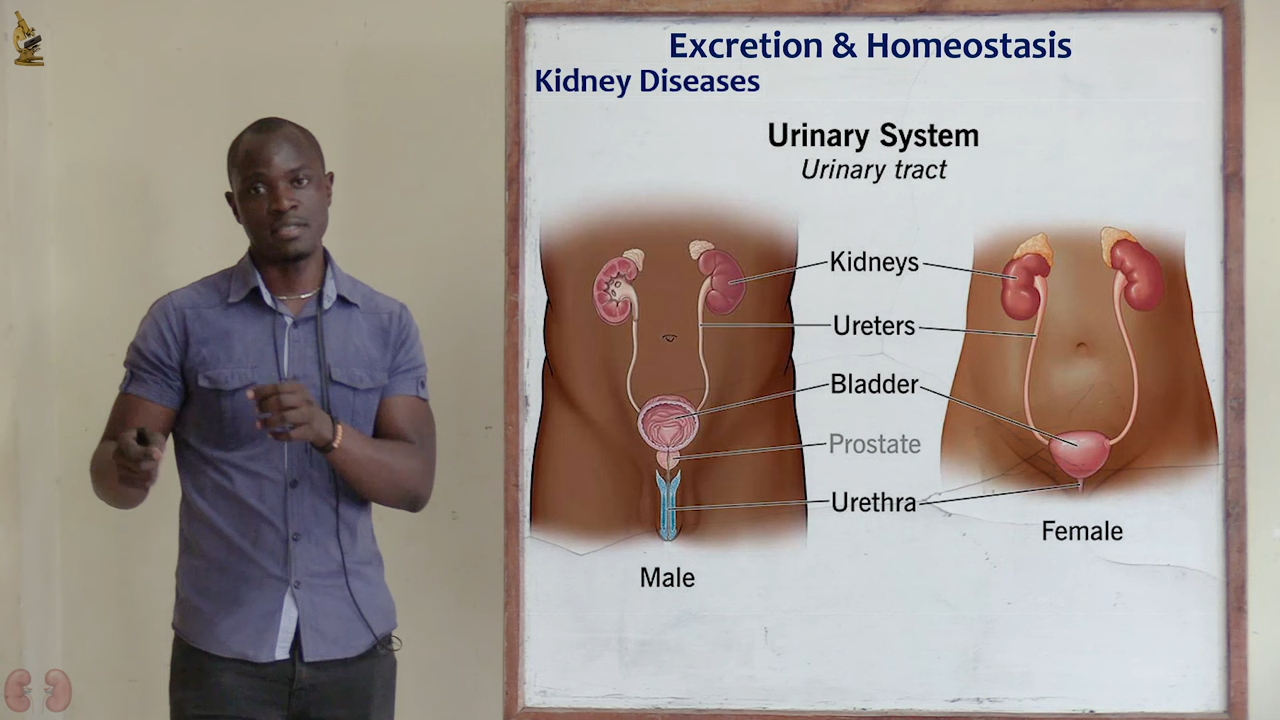 Excretion & Homeostasis
Kidney Diseases
Urinary System
Urinary tract
Kidneys
Ureters
Bladder
Prostate
Urethra
Male
Female